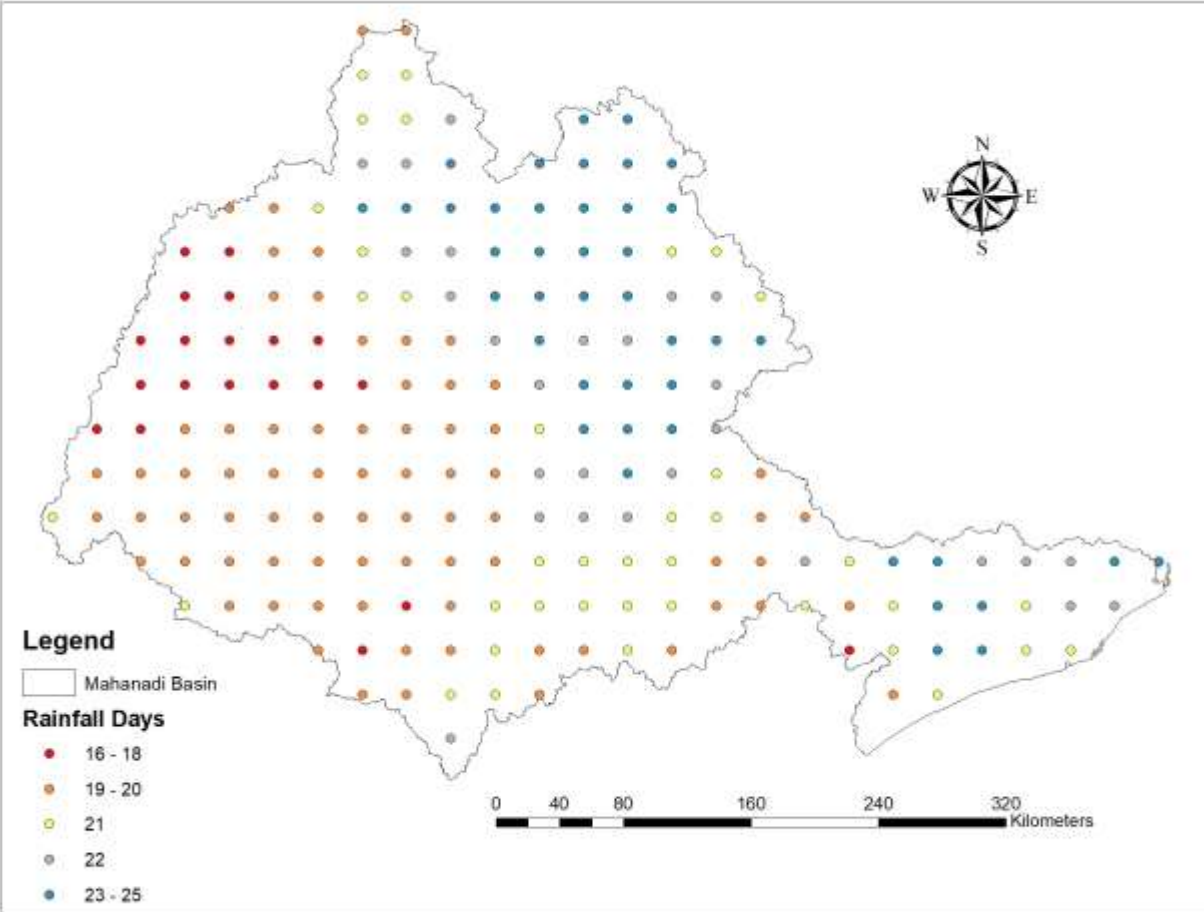 N
W E
S
Legend
Mahanadi Basin
Rainfall Days
16 - 18
19 - 20
21
22
23 - 25
0 40 80 160 240 320
Kilometers